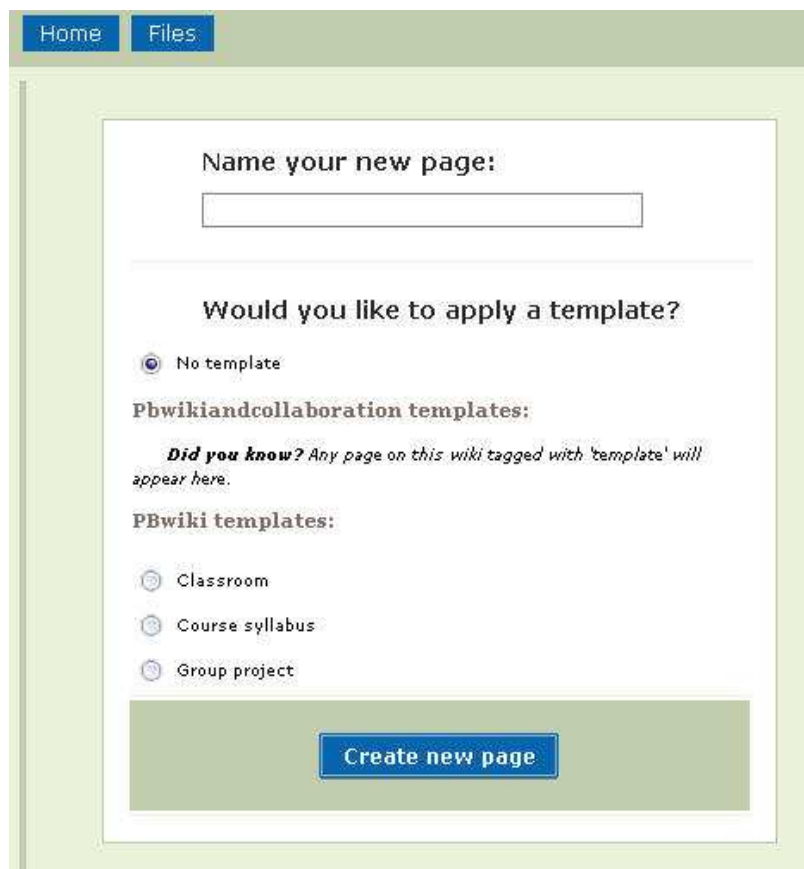 Home Files
Name your new page:
Would you like to apply a template?
No template
Pbwikiandcollaboration templates:
Did you know? Any page on this wiki tagged with 'template' will
appear here.
PBwiki templates:
Classroom
Course syllabus
Group project
Create new page